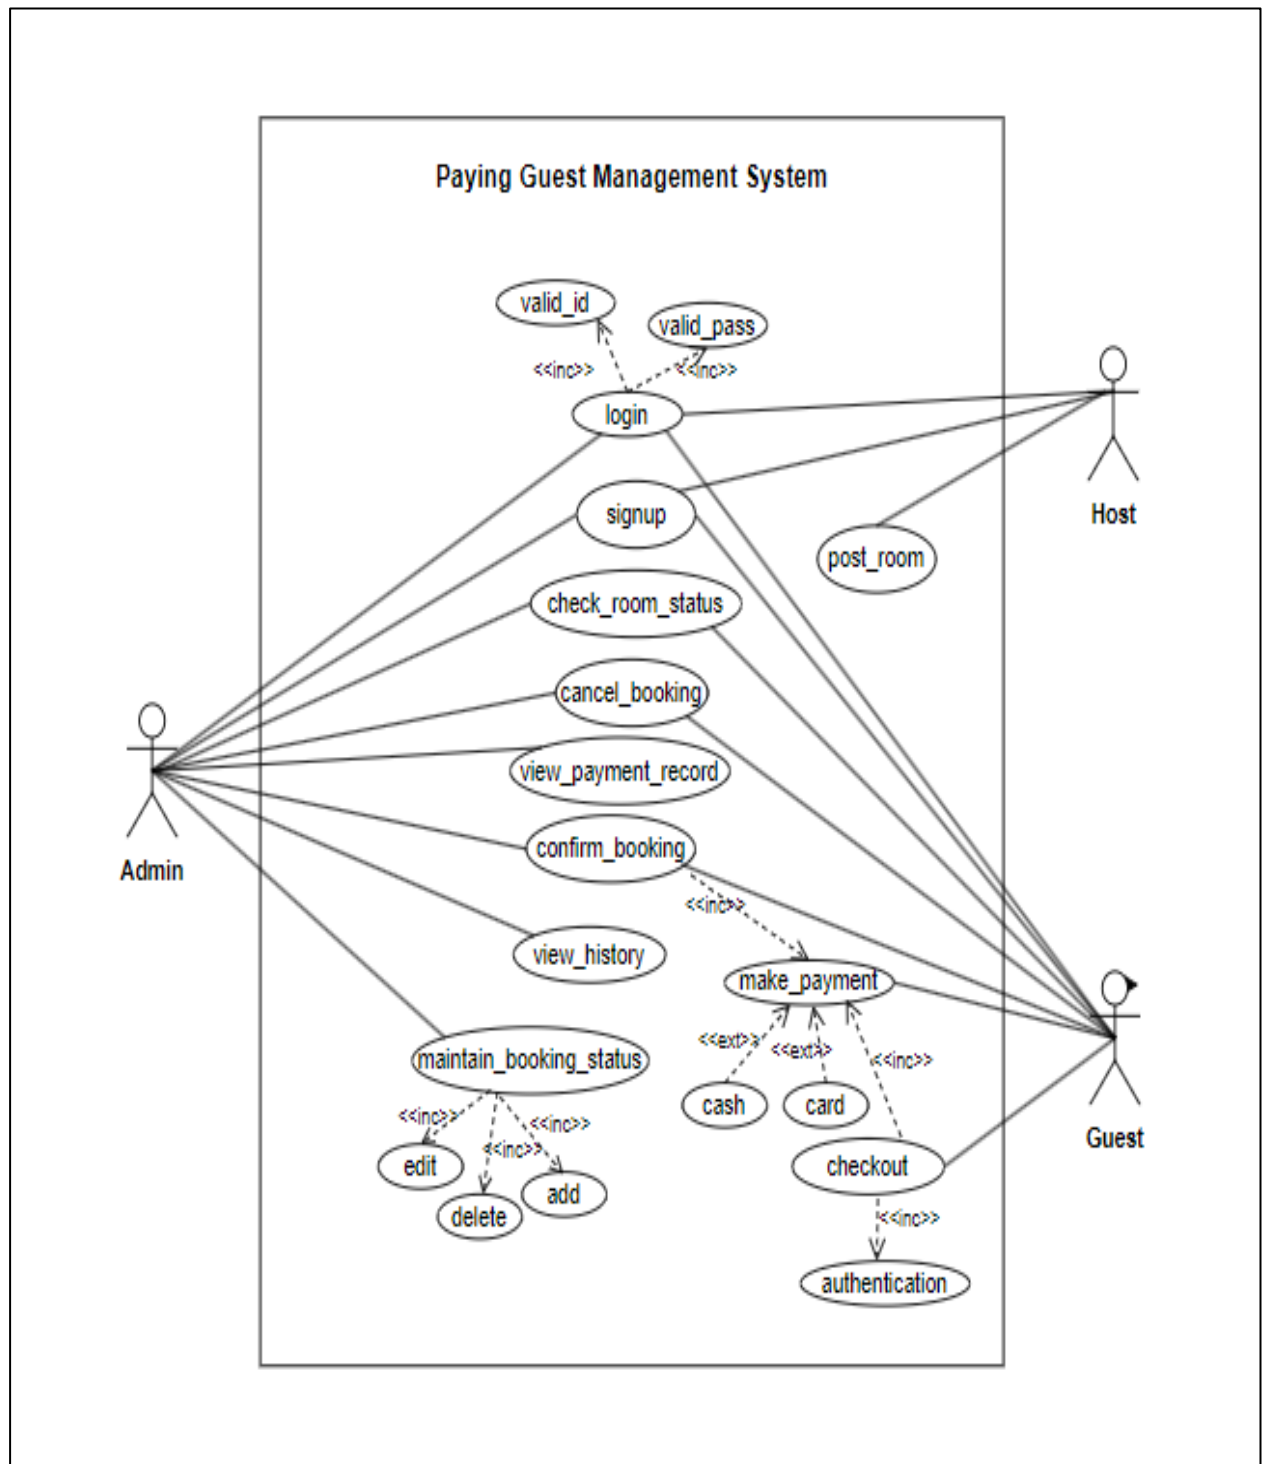 Paying Guest Management System
valid_id
valid_pass
<<inc>>
<<inc>>
login
Host
signup
post_room
check_room_status
cancel_booking
view_payment_record
Admin
confirm_booking
<<inc>>
view_history
make_payment
<<ext>>
<<ext>>
<<inc>>
maintain_booking_status
cash
card
<<inc>>
<<inc>>
<<inc>>
Guest
edit
delete
add
checkout
<<inc>>
authentication